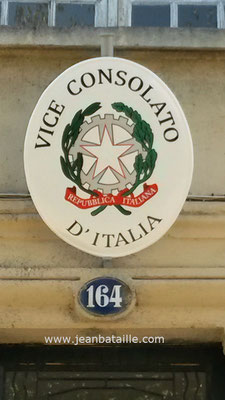 VICE CONSOLATO
REPUBBLICA ITALIANA
D'ITALIA
164
www.jeanbataille.com